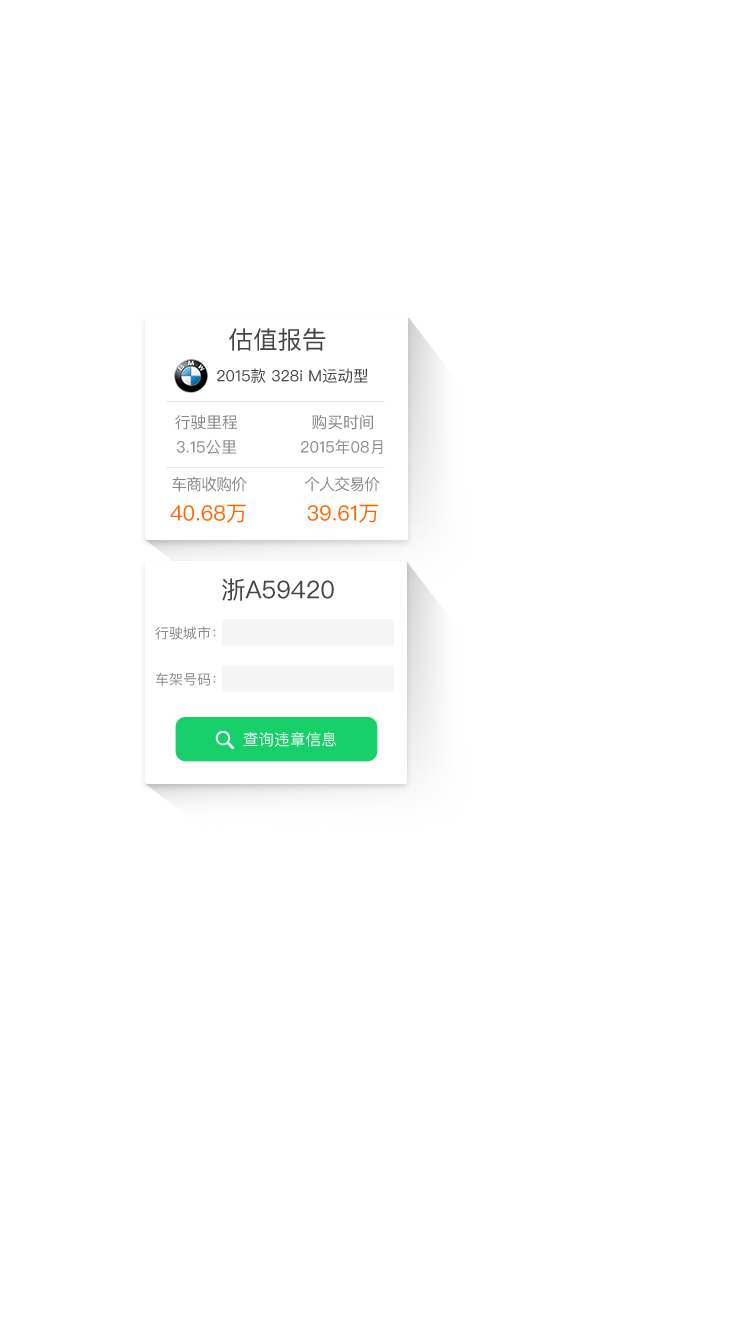 估值报告
BMW 2015款 328i M运动型
行驶里程 购买时间
3.15公里 2015年08月
车商收购价 个人交易价
40.68万 39.61万
浙A59420
行驶城市:
车架号码:
查询违章信息